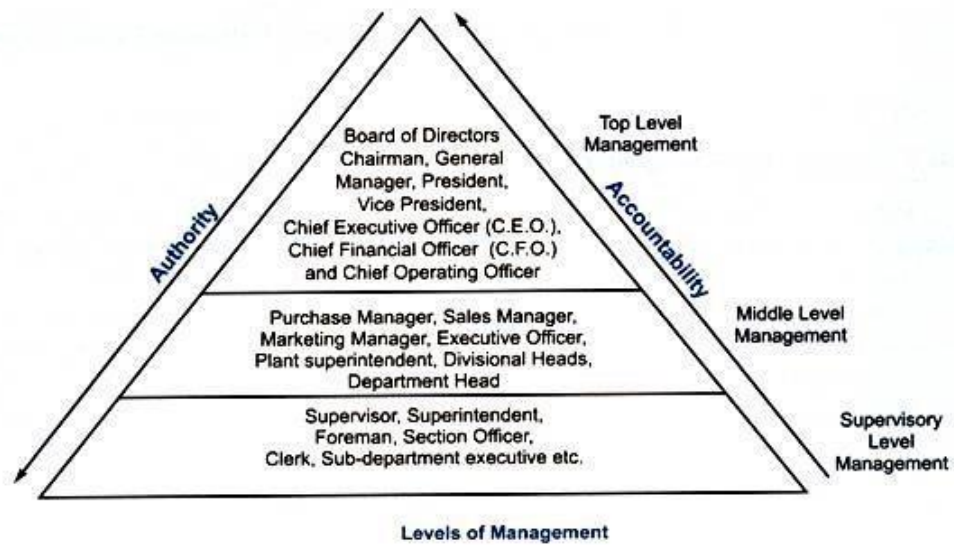 Board of Directors
Chairman, General
Manager, President,
Vice President,
Chief Executive Officer (C.E.O.),
Chief Financial Officer (C.F.O.)
and Chief Operating Officer
Top Level
Management
Authority
Accountability
Purchase Manager, Sales Manager,
Marketing Manager, Executive Officer,
Plant superintendent, Divisional Heads,
Department Head
Middle Level
Management
Supervisor, Superintendent,
Foreman, Section Officer,
Clerk, Sub-department executive etc.
Supervisory
Level
Management
Levels of Management